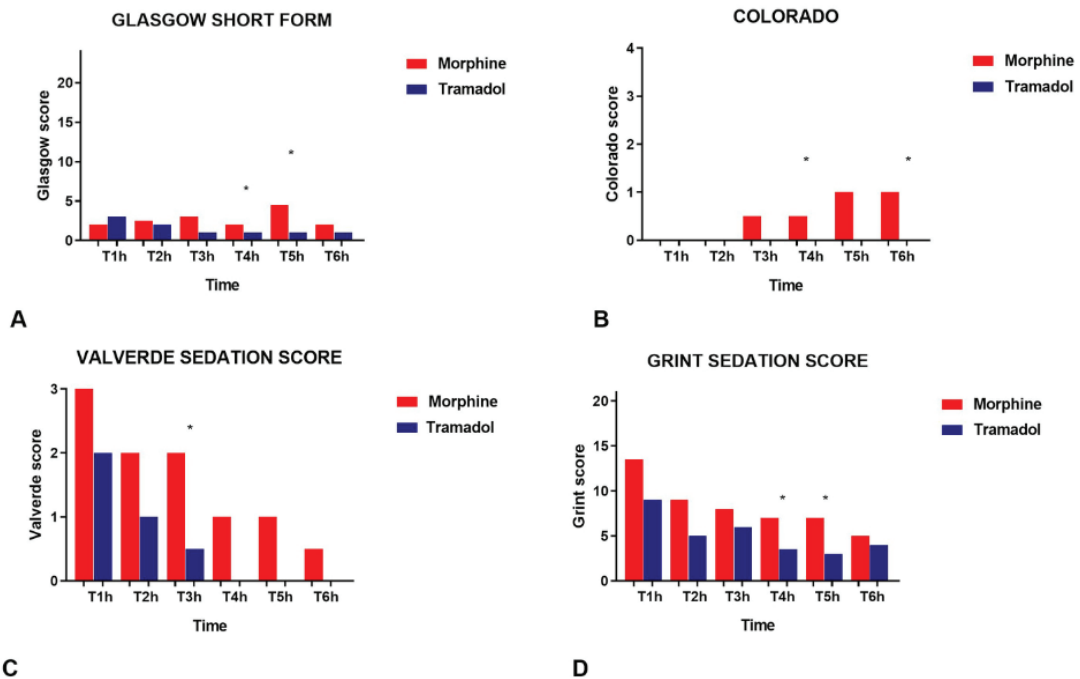 GLASGOW SHORT FORM
Glasgow score
20
15
10
5
0
T1h T2h T3h T4h T5h T6h
Time
Morphine
Tramadol
*
*
A
COLORADO
Colorado score
4
3
2
1
0
T1h T2h T3h T4h T5h T6h
Time
Morphine
Tramadol
*
*
B
VALVERDE SEDATION SCORE
Valverde score
3
2
1
0
T1h T2h T3h T4h T5h T6h
Time
Morphine
Tramadol
*
C
GRINT SEDATION SCORE
Grint score
20
15
10
5
0
T1h T2h T3h T4h T5h T6h
Time
Morphine
Tramadol
*
*
D